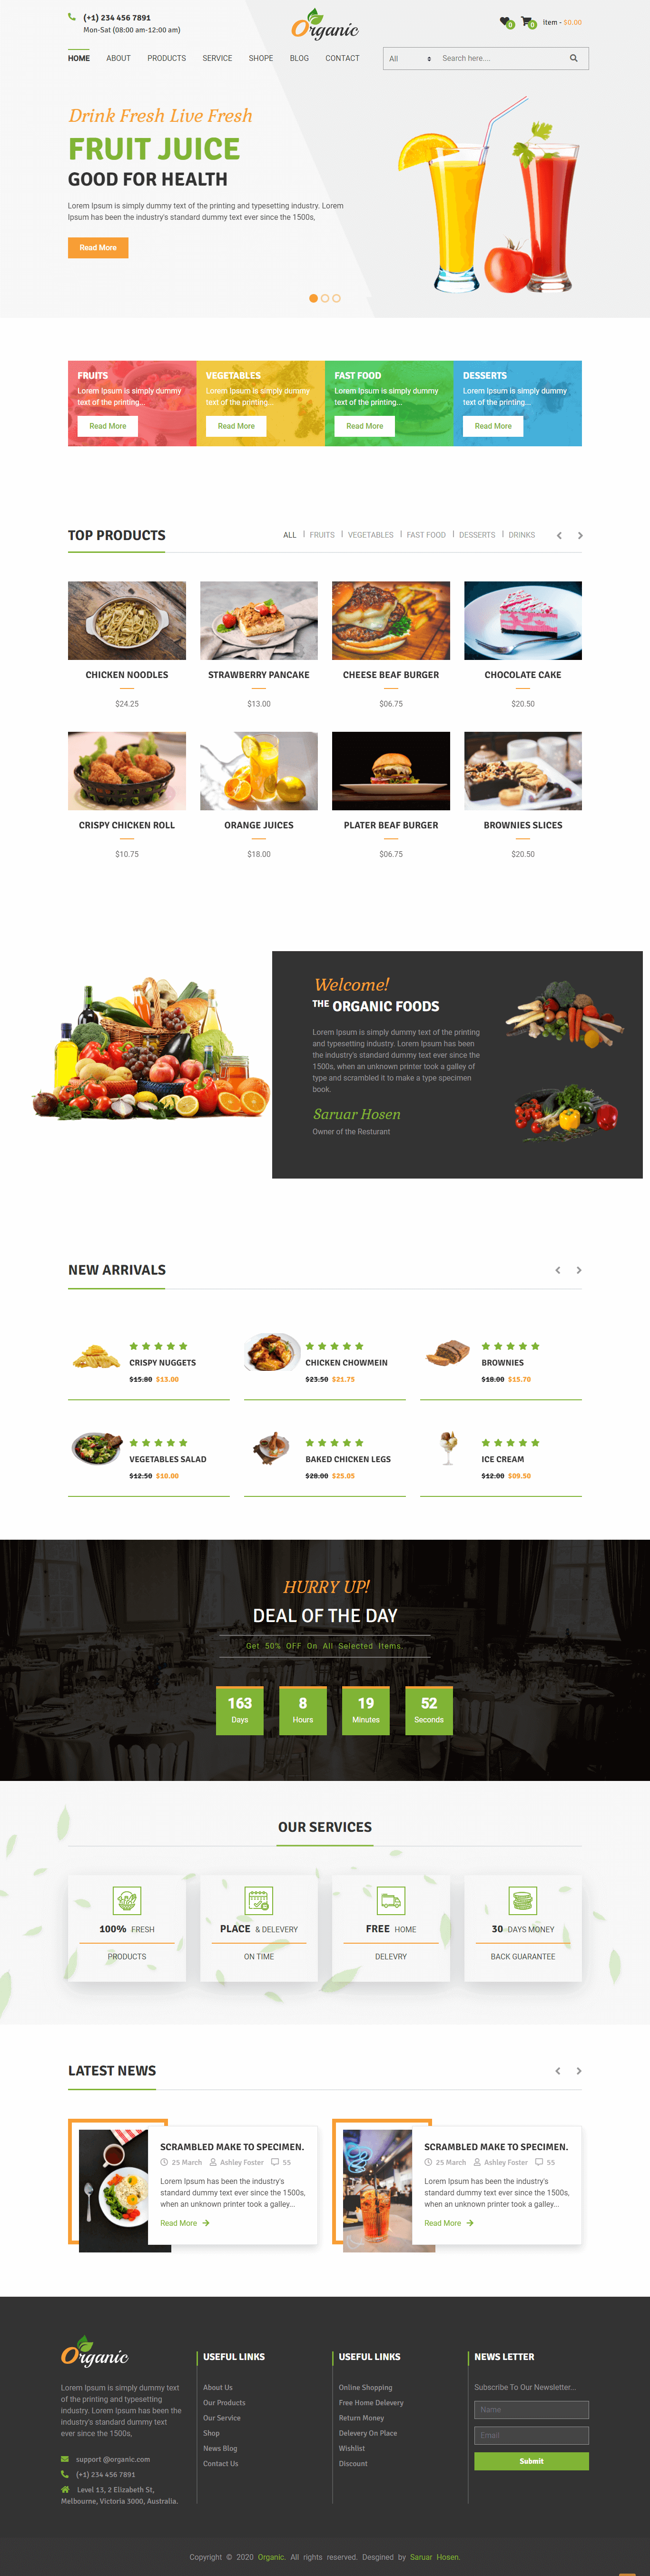 (+1) 234 456 7891
Mon-Sat (08:00 am-12:00 am)
Organic
0
0
Item - $0.00
HOME
ABOUT
PRODUCTS
SERVICE
SHOPE
BLOG
CONTACT
All
Search here....
Drink Fresh Live Fresh
FRUIT JUICE
GOOD FOR HEALTH
Lorem Ipsum is simply dummy text of the printing and typesetting industry. Lorem
Ipsum has been the industry's standard dummy text ever since the 1500s,
Read More
FRUITS
Lorem Ipsum is simply dummy
text of the printing...
Read More
VEGETABLES
Lorem Ipsum is simply dummy
text of the printing...
Read More
FAST FOOD
Lorem Ipsum is simply dummy
text of the printing...
Read More
DESSERTS
Lorem Ipsum is simply dummy
text of the printing...
Read More
TOP PRODUCTS
ALL
FRUITS
VEGETABLES
FAST FOOD
DESSERTS
DRINKS
CHICKEN NOODLES
$24.25
STRAWBERRY PANCAKE
$13.00
CHEESE BEAF BURGER
$06.75
CHOCOLATE CAKE
$20.50
CRISPY CHICKEN ROLL
$10.75
ORANGE JUICES
$18.00
PLATER BEAF BURGER
$06.75
BROWNIES SLICES
$20.50
Welcome!
THE ORGANIC FOODS
Lorem Ipsum is simply dummy text of the printing
and typesetting industry. Lorem Ipsum has been
the industry's standard dummy text ever since the
1500s, when an unknown printer took a galley of
type and scrambled it to make a type specimen
book.
Saruar Hosen
Owner of the Resturant
NEW ARRIVALS
CRISPY NUGGETS
$15.80 $13.00
CHICKEN CHOWMEIN
$23.50 $21.75
BROWNIES
$18.00 $15.70
VEGETABLES SALAD
$12.50 $10.00
BAKED CHICKEN LEGS
$28.00 $25.05
ICE CREAM
$12.00 $09.50
HURRY UP!
DEAL OF THE DAY
Get 50% OFF On All Selected Items.
163
Days
8
Hours
19
Minutes
52
Seconds
OUR SERVICES
100% FRESH
PRODUCTS
PLACE & DELEVERY
ON TIME
FREE HOME
DELEVRY
30 DAYS MONEY
BACK GUARANTEE
LATEST NEWS
SCRAMBLED MAKE TO SPECIMEN.
25 March
Ashley Foster
55
Lorem Ipsum has been the industry's
standard dummy text ever since the 1500s,
when an unknown printer took a galley...
Read More
SCRAMBLED MAKE TO SPECIMEN.
25 March
Ashley Foster
55
Lorem Ipsum has been the industry's
standard dummy text ever since the 1500s,
when an unknown printer took a galley...
Read More
Organic
Lorem Ipsum is simply dummy text
of the printing and typesetting
industry. Lorem Ipsum has been the
industry's standard dummy text
ever since the 1500s,
support @organic.com
(+1) 234 456 7891
Level 13, 2 Elizabeth St,
Melbourne, Victoria 3000, Australia.
USEFUL LINKS
About Us
Our Products
Our Service
Shop
News Blog
Contact Us
USEFUL LINKS
Online Shopping
Free Home Delevery
Return Money
Delevery On Place
Wishlist
Discount
NEWS LETTER
Subscribe To Our Newsletter...
Name
Email
Submit
Copyright © 2020 Organic. All rights reserved. Desgined by Saruar Hosen.